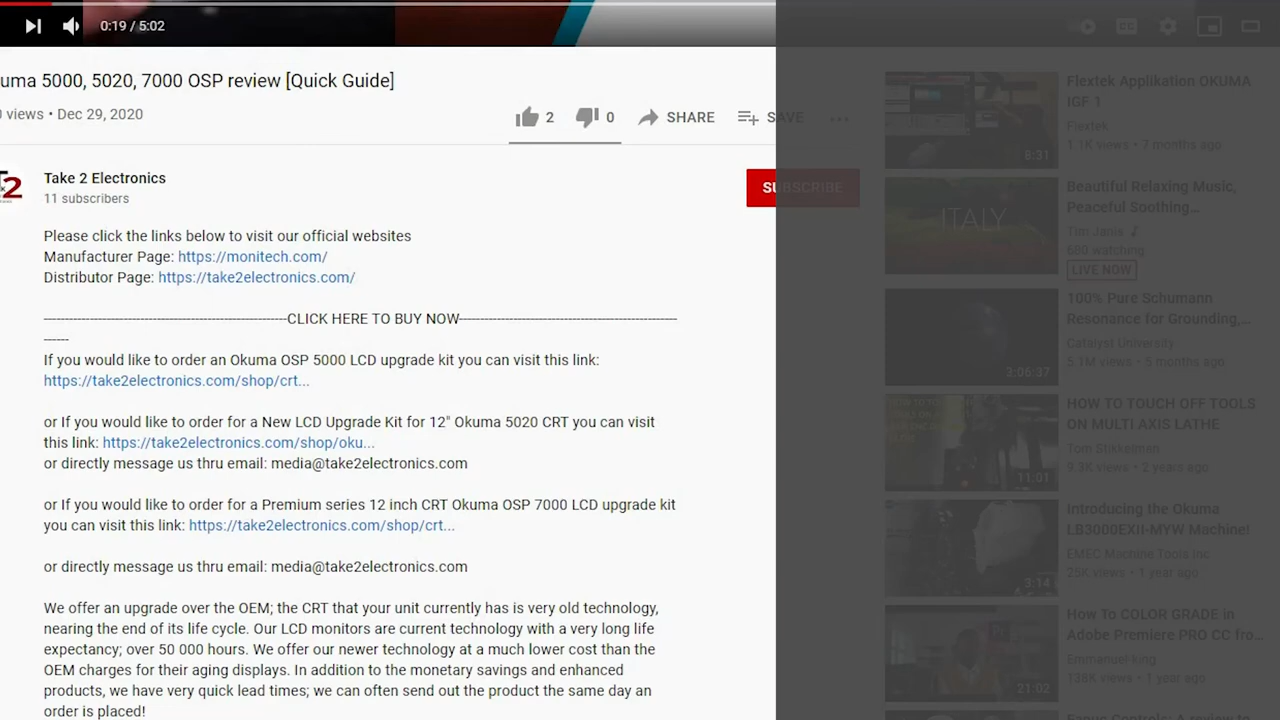 0:19 / 5:02
uma 5000, 5020, 7000 OSP review [Quick Guide]
views • Dec 29, 2020
2
0
SHARE
SAVE
Take 2 Electronics
11 subscribers
SUBSCRIBE
Please click the links below to visit our official websites
Manufacturer Page: https://monitech.com/
Distributor Page: https://take2electronics.com/
------------------------------------------------------------CLICK HERE TO BUY NOW------------------------------------------------------
------
If you would like to order an Okuma OSP 5000 LCD upgrade kit you can visit this link:
https://take2electronics.com/shop/crt...
or If you would like to order for a New LCD Upgrade Kit for 12" Okuma 5020 CRT you can visit
this link: https://take2electronics.com/shop/oku...
or directly message us thru email: media@take2electronics.com
or If you would like to order for a Premium series 12 inch CRT Okuma OSP 7000 LCD upgrade kit
you can visit this link: https://take2electronics.com/shop/crt...
or directly message us thru email: media@take2electronics.com
We offer an upgrade over the OEM; the CRT that your unit currently has is very old technology,
nearing the end of its life cycle. Our LCD monitors are current technology with a very long life
expectancy; over 50 000 hours. We offer our newer technology at a much lower cost than the
OEM charges for their aging displays. In addition to the monetary savings and enhanced
products, we have very quick lead times; we can often send out the product the same day an
order is placed!
Flextek Applikation OKUMA
IGF 1
Flextek
1.1K views • 7 months ago
8:31
ITALY
Beautiful Relaxing Music,
Peaceful Soothing...
Tim Janis
680 watching
LIVE NOW
100% Pure Schumann
Resonance for Grounding,...
Catalyst University
5.1M views • 5 months ago
3:06:37
HOW TO TOUCH OFF TOOLS
ON MULTI AXIS LATHE
Tom Stikkelman
9.3K views • 2 years ago
11:01
Introducing the Okuma
LB3000EXII-MYW Machine!
EMEC Machine Tools Inc
25K views • 1 year ago
3:14
How To COLOR GRADE in
Adobe Premiere PRO CC fro...
Emmanuel-king
138K views • 1 year ago
21:02